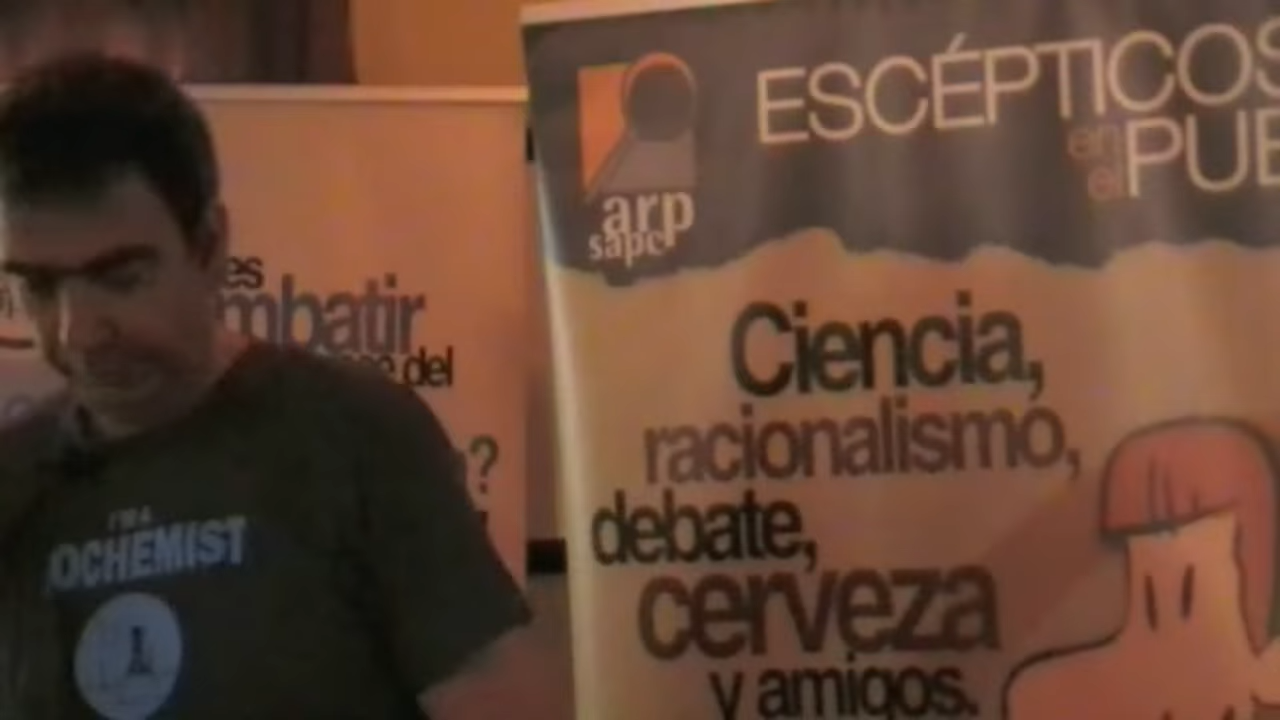 ESCÉPTICOS
en
el PUB
arp
sapc
Ciencia,
racionalismo,
debate,
cerveza
y amigos.
es
mbatir
del
?
I'M A
OCHEMIST